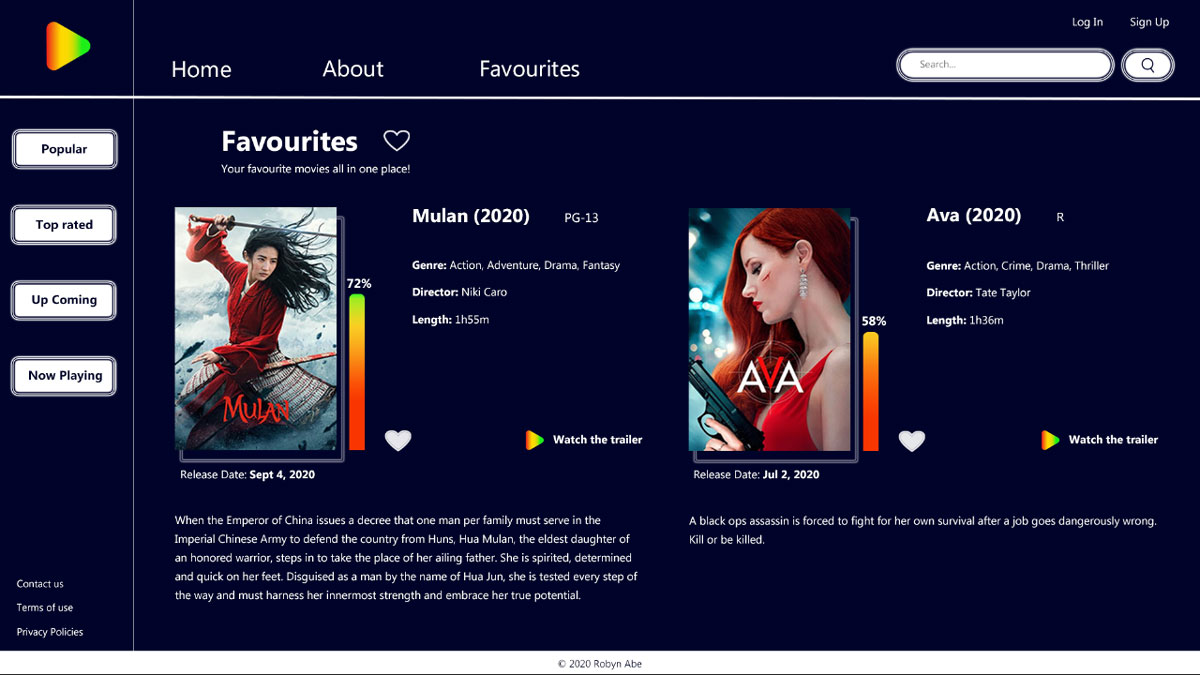 Log In
Sign Up
Home
About
Favourites
Search...
Popular
Top rated
Up Coming
Now Playing
Contact us
Terms of use
Privacy Policies
Favourites
Your favourite movies all in one place!
MULAN
72%
Mulan (2020)
PG-13
Genre: Action, Adventure, Drama, Fantasy
Director: Niki Caro
Length: 1h55m
Watch the trailer
Release Date: Sept 4, 2020
When the Emperor of China issues a decree that one man per family must serve in the
Imperial Chinese Army to defend the country from Huns, Hua Mulan, the eldest daughter of
an honored warrior, steps in to take the place of her ailing father. She is spirited, determined
and quick on her feet. Disguised as a man by the name of Hua Jun, she is tested every step of
the way and must harness her innermost strength and embrace her true potential.
AVA
58%
Ava (2020)
R
Genre: Action, Crime, Drama, Thriller
Director: Tate Taylor
Length: 1h36m
Watch the trailer
Release Date: Jul 2, 2020
A black ops assassin is forced to fight for her own survival after a job goes dangerously wrong.
Kill or be killed.
© 2020 Robyn Abe